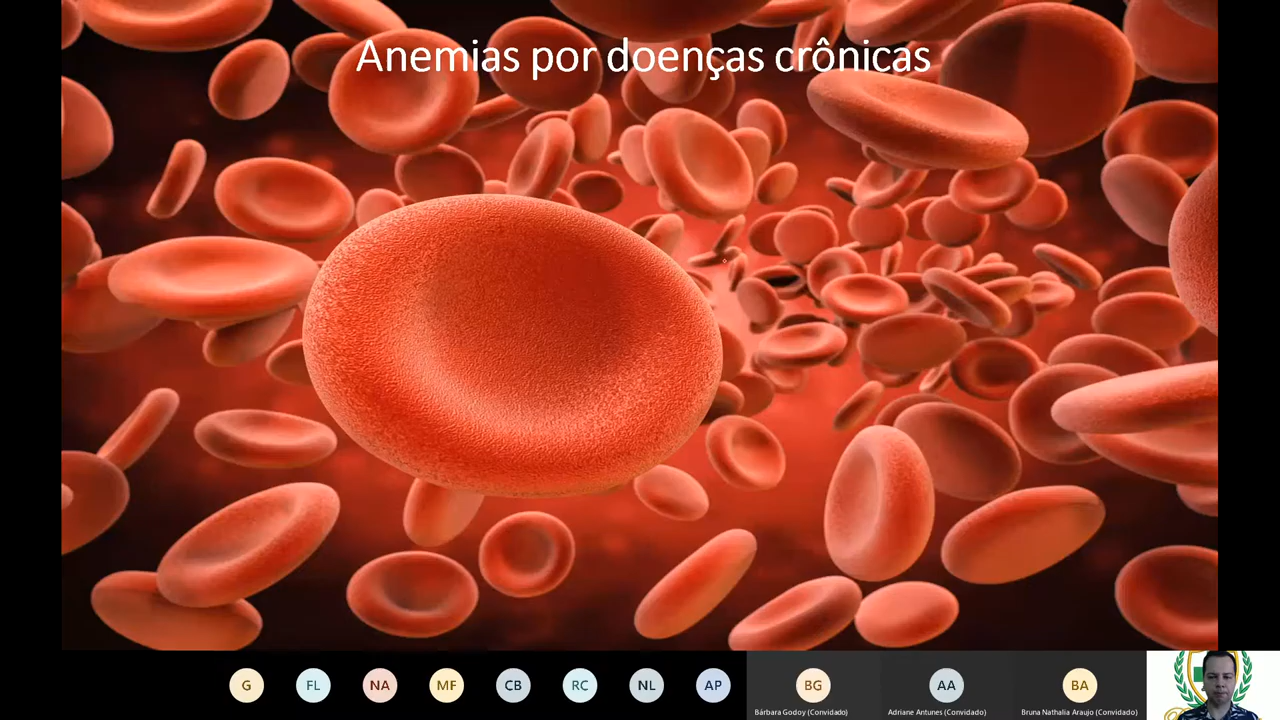 Anemias por doenças crônicas
G
FL
NA
MF
CB
RC
NL
AP
BG
AA
BA
Bárbara Godoy (Convidado)
Adriane Antunes (Convidado)
Bruna Nathalia Araujo (Convidado)